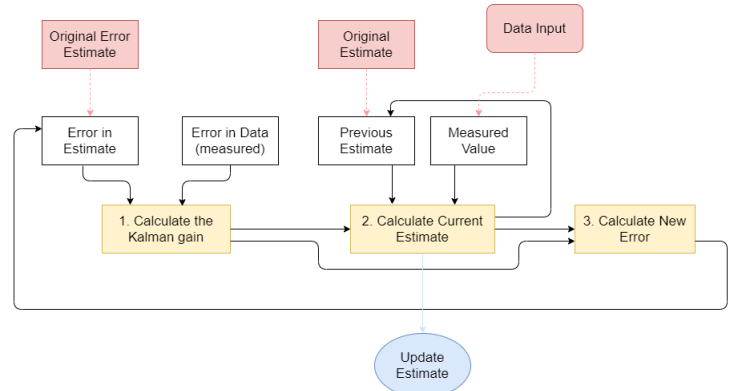 Original Error
Estimate
Original
Estimate
Data Input
Error in
Estimate
Error in Data
(measured)
Previous
Estimate
Measured
Value
1. Calculate the
Kalman gain
2. Calculate Current
Estimate
3. Calculate New
Error
Update
Estimate